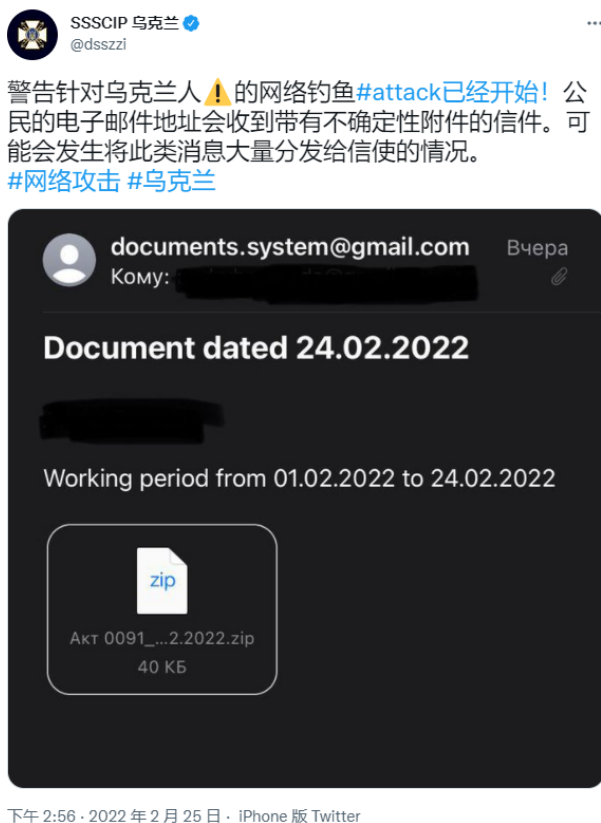 SSSCIP 乌克兰
@dsszzi
警告针对乌克兰人⚠️的网络钓鱼#attack已经开始！公
民的电子邮件地址会收到带有不确定性附件的信件。可
能会发生将此类消息大量分发给信使的情况。
#网络攻击 #乌克兰
documents.system@gmail.com Вчера
Кому:
Document dated 24.02.2022
Working period from 01.02.2022 to 24.02.2022
zip
Акт 0091_...2.2022.zip
40 КБ
下午 2:56 · 2022 年 2 月 25 日 · iPhone 版 Twitter